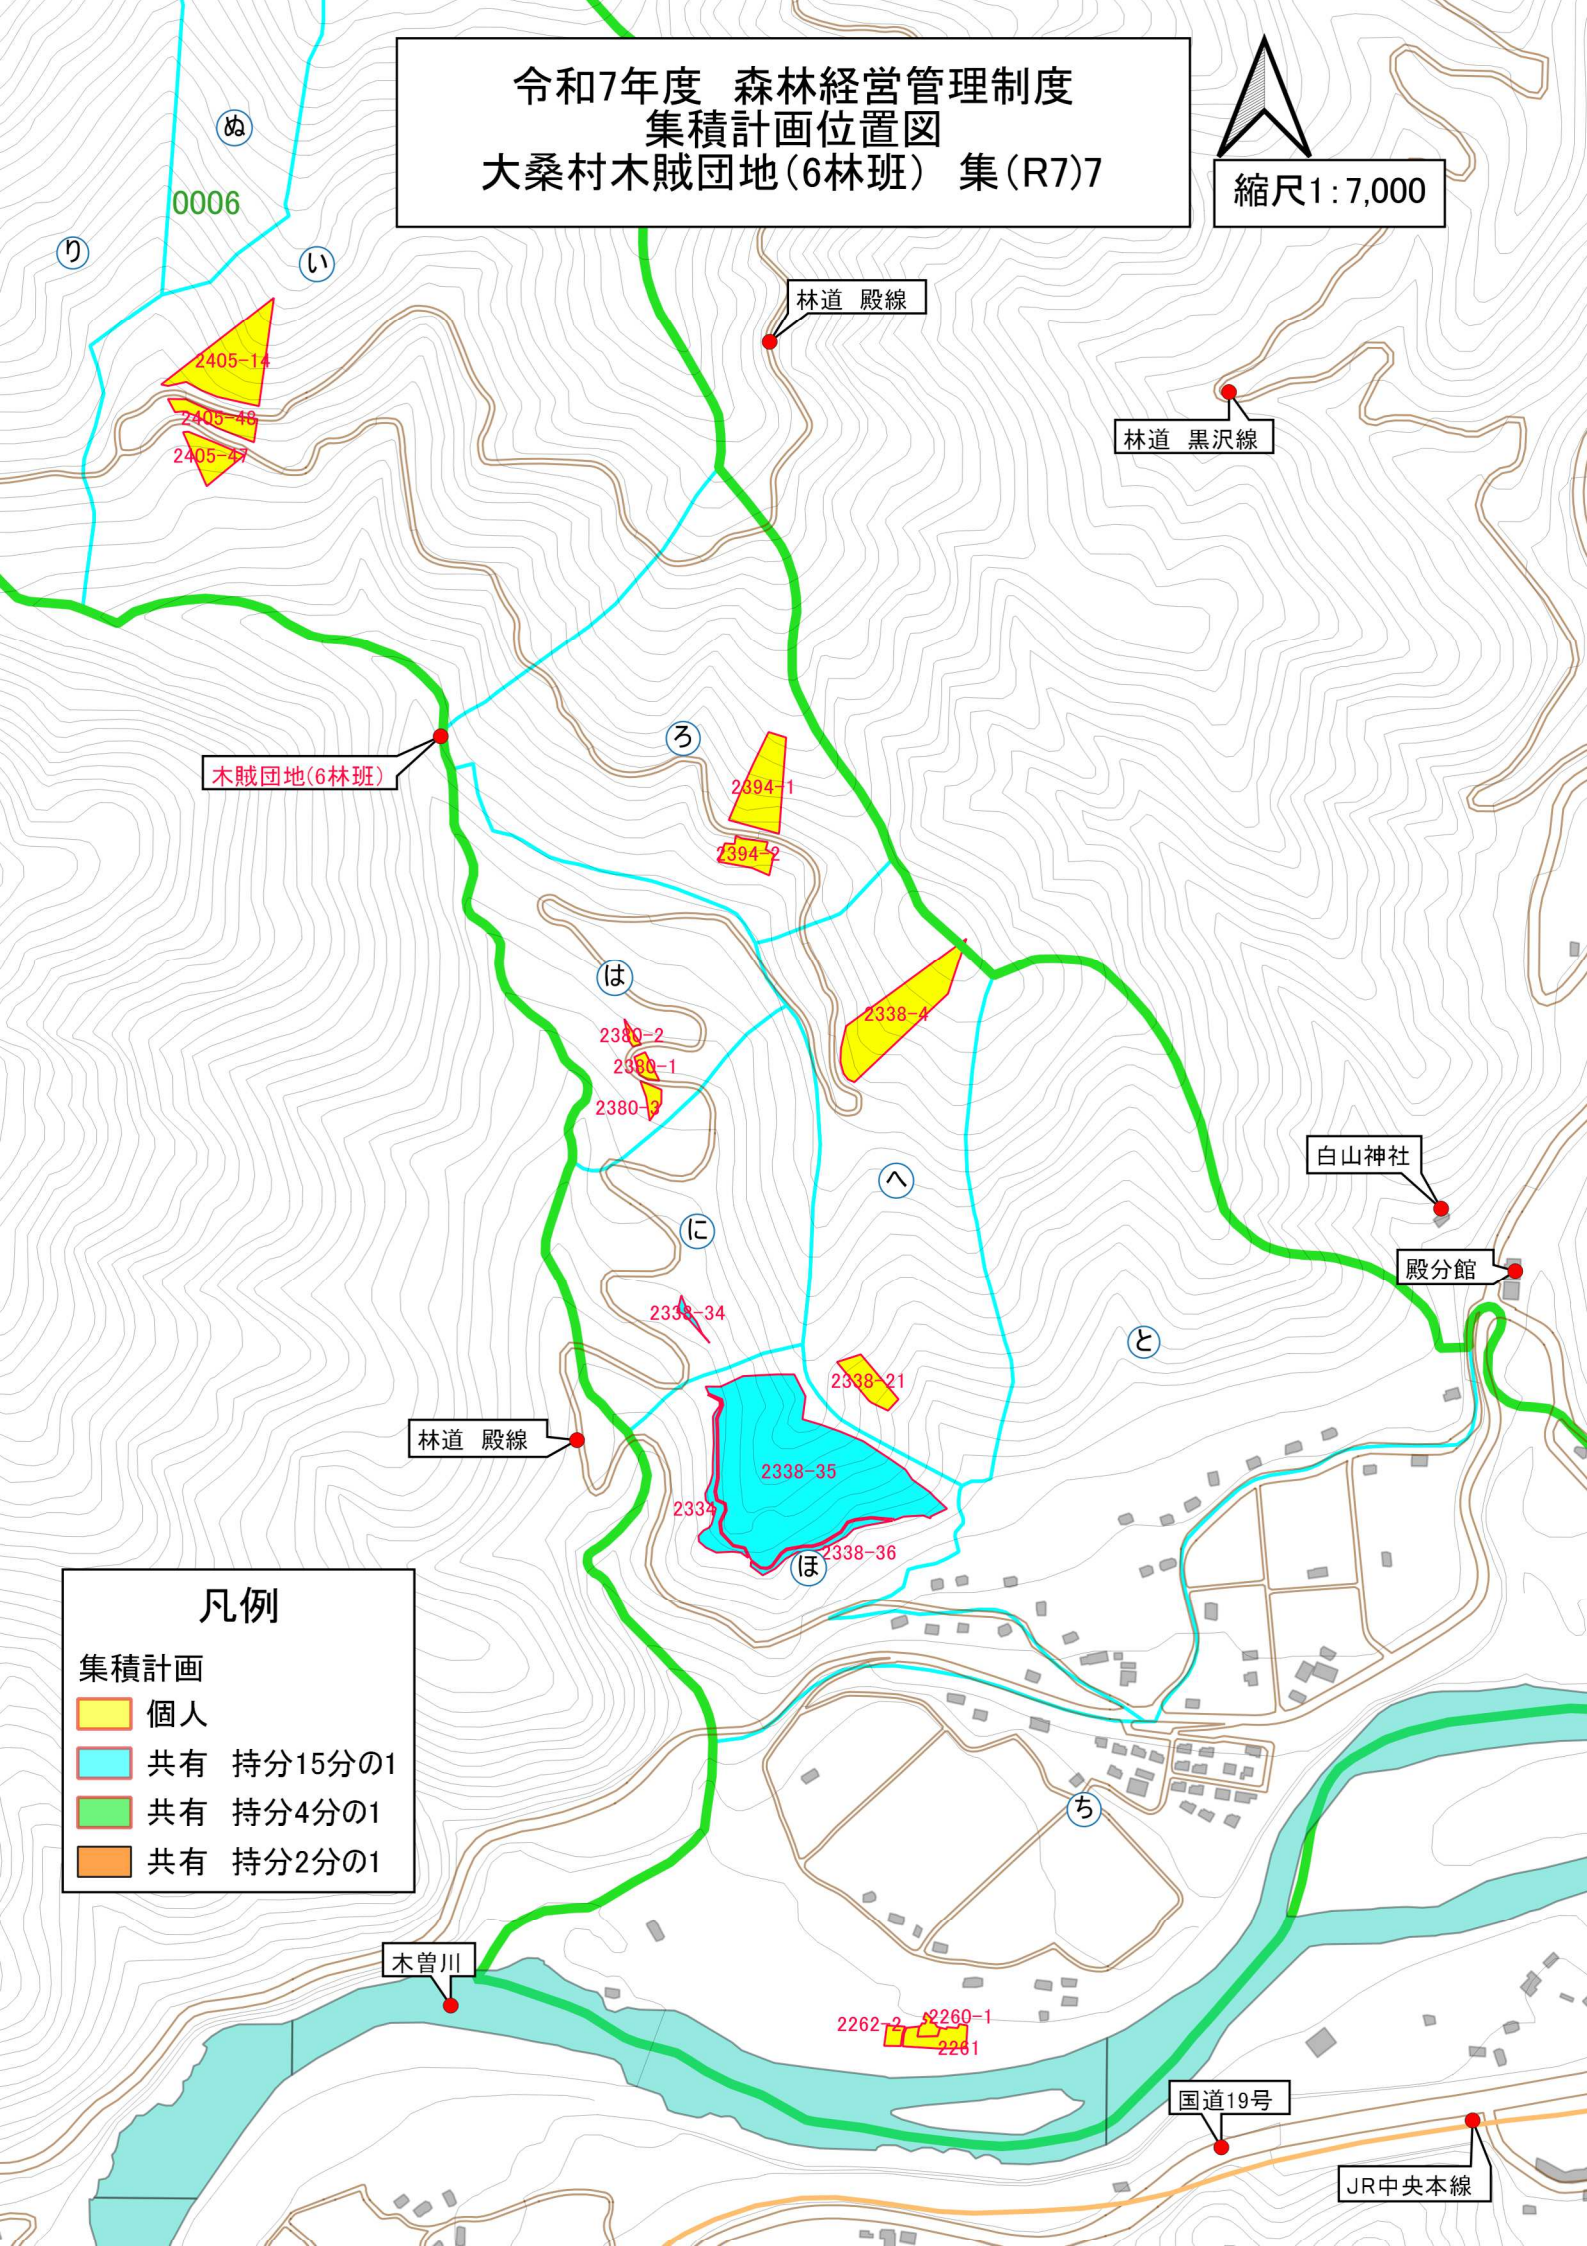 令和7年度　森林経営管理制度
集積計画位置図
大桑村木賊団地(6林班)　集(R7)7
縮尺1:7,000
ぬ
0006
り
い
林道　殿線
2405-14
2405-48
2405-47
林道　黒沢線
ろ
木賊団地(6林班)
2394-1
2394-2
は
2338-4
2380-2
2380-1
2380-3
白山神社
へ
に
殿分館
2338-34
と
2338-21
林道　殿線
2338-35
2334
2338-36
ほ
凡例
集積計画
個人
共有　持分15分の1
共有　持分4分の1
共有　持分2分の1
ち
木曽川
2262-2
2260-1
2261
国道19号
JR中央本線